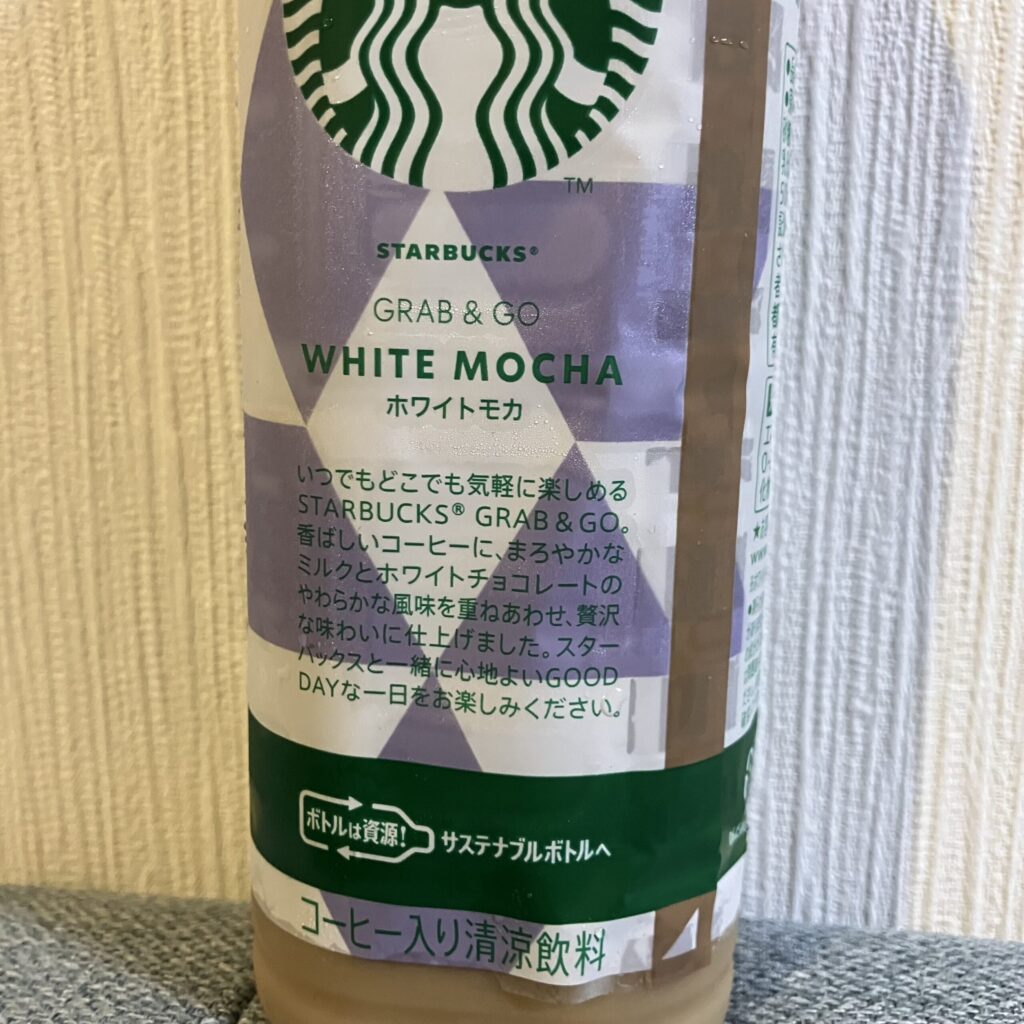 TM
STARBUCKS®
GRAB & GO
WHITE MOCHA
ホワイトモカ
いつでもどこでも気軽に楽しめる
STARBUCKS® GRAB & GO。
香ばしいコーヒーに、まろやかな
ミルクとホワイトチョコレートの
やわらかな風味を重ねあわせ、贅沢
な味わいに仕上げました。スター
バックスと一緒に心地よいGOOD
DAYな一日をお楽しみください。
ボトルは資源!
サステナブルボトルへ
コーヒー入り清涼飲料